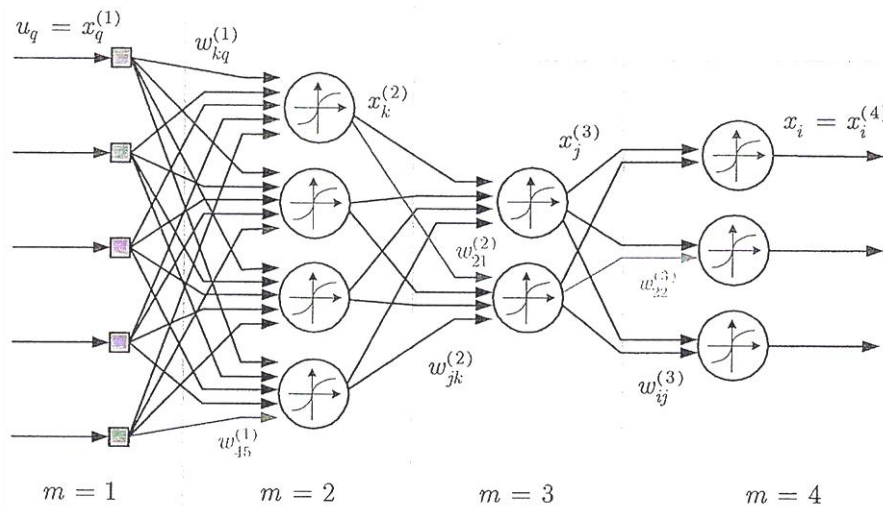 u_q = x_q^{(1)}
w_{kq}^{(1)}
x_k^{(2)}
x_j^{(3)}
x_i = x_i^{(4)}
w_{21}^{(2)}
w_{22}^{(3)}
w_{jk}^{(2)}
w_{ij}^{(3)}
w_{45}^{(1)}
m = 1
m = 2
m = 3
m = 4